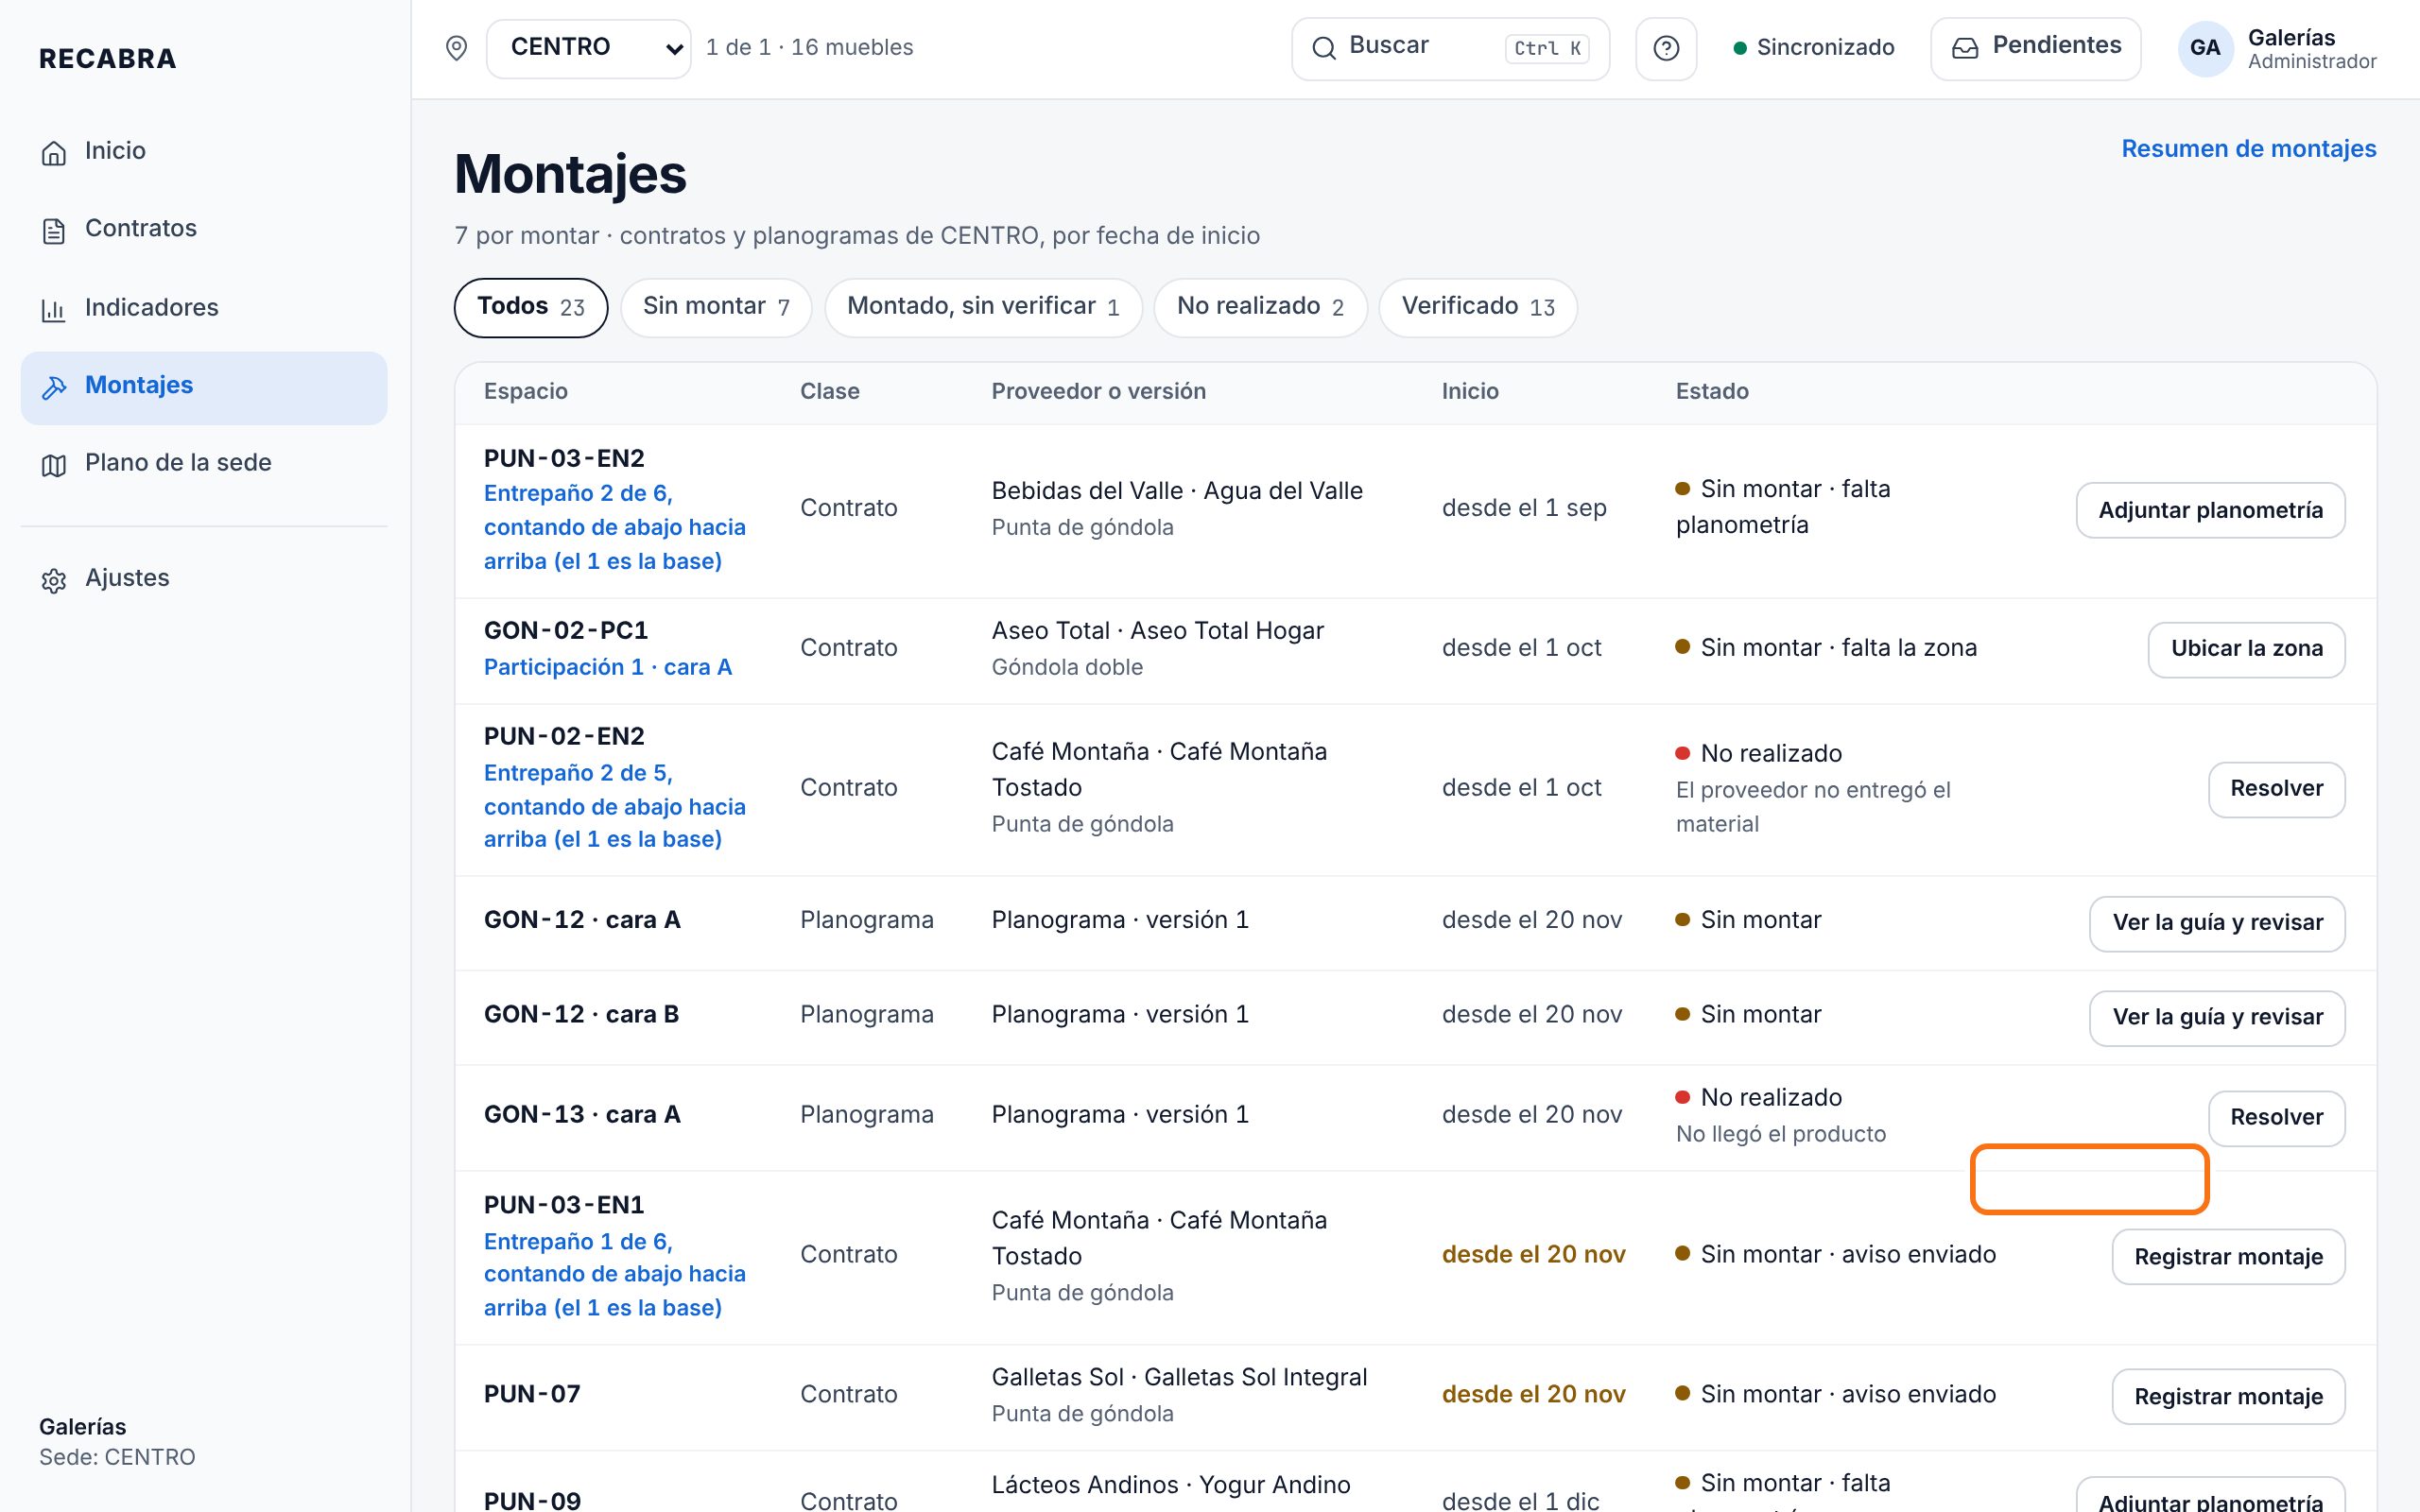 RECABRA
Inicio
Contratos
Indicadores
Montajes
Plano de la sede
Ajustes
Galerías
Sede: CENTRO
CENTRO
1 de 1 · 16 muebles
Buscar
Ctrl K
Sincronizado
Pendientes
GA
Galerías
Administrador
Montajes
Resumen de montajes
7 por montar · contratos y planogramas de CENTRO, por fecha de inicio
Todos 23
Sin montar 7
Montado, sin verificar 1
No realizado 2
Verificado 13
Espacio
Clase
Proveedor o versión
Inicio
Estado
PUN-03-EN2
Entrepaño 2 de 6,
contando de abajo hacia
arriba (el 1 es la base)
Contrato
Bebidas del Valle · Agua del Valle
Punta de góndola
desde el 1 sep
Sin montar · falta
planometría
Adjuntar planometría
GON-02-PC1
Participación 1 · cara A
Contrato
Aseo Total · Aseo Total Hogar
Góndola doble
desde el 1 oct
Sin montar · falta la zona
Ubicar la zona
PUN-02-EN2
Entrepaño 2 de 5,
contando de abajo hacia
arriba (el 1 es la base)
Contrato
Café Montaña · Café Montaña
Tostado
Punta de góndola
desde el 1 oct
No realizado
El proveedor no entregó el
material
Resolver
GON-12 · cara A
Planograma
Planograma · versión 1
desde el 20 nov
Sin montar
Ver la guía y revisar
GON-12 · cara B
Planograma
Planograma · versión 1
desde el 20 nov
Sin montar
Ver la guía y revisar
GON-13 · cara A
Planograma
Planograma · versión 1
desde el 20 nov
No realizado
No llegó el producto
Resolver
PUN-03-EN1
Entrepaño 1 de 6,
contando de abajo hacia
arriba (el 1 es la base)
Contrato
Café Montaña · Café Montaña
Tostado
Punta de góndola
desde el 20 nov
Sin montar · aviso enviado
Registrar montaje
PUN-07
Contrato
Galletas Sol · Galletas Sol Integral
Punta de góndola
desde el 20 nov
Sin montar · aviso enviado
Registrar montaje
PUN-09
Contrato
Lácteos Andinos · Yogur Andino
desde el 1 dic
Sin montar · falta
Adjuntar planometría